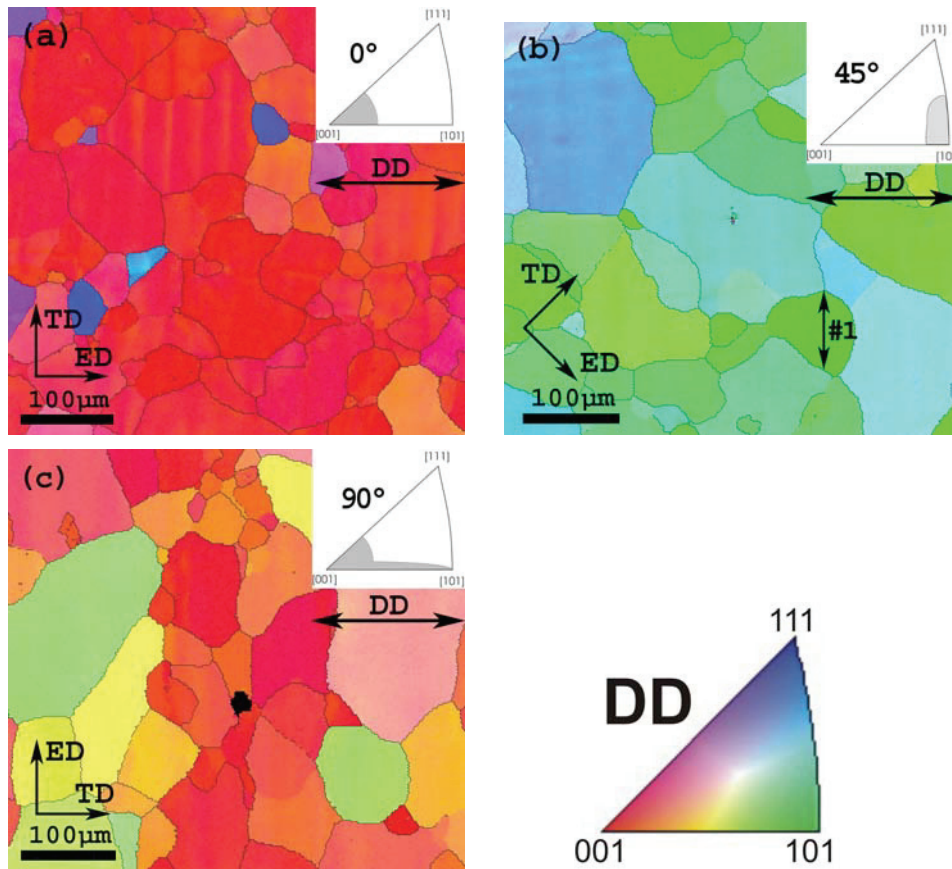 (a)
0°
[111]
[001]
[101]
DD
TD
ED
100µm
(b)
45°
[111]
[001]
[10
DD
TD
ED
#1
100µm
(c)
90°
[111]
[001]
[101]
DD
ED
TD
100µm
111
DD
001
101